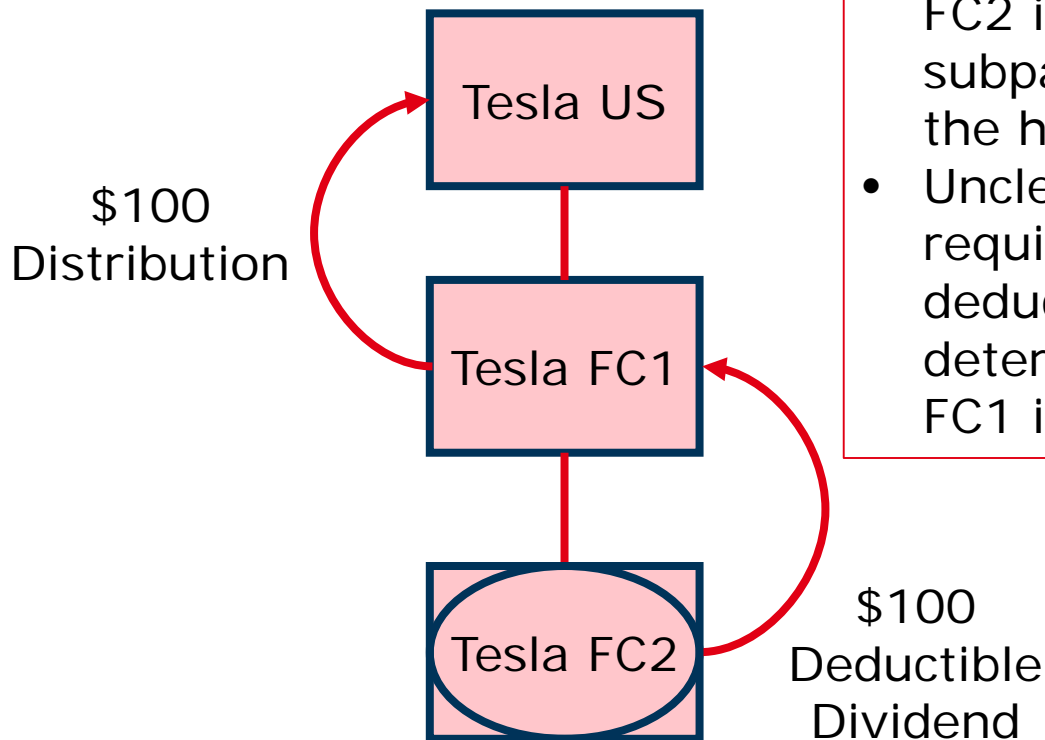 Tesla US
$100
Distribution
Tesla FC1
Tesla FC2
$100
Deductible
Dividend
FC2 i
subpa
the h
• Uncle
requi
deduc
deter
FC1 i